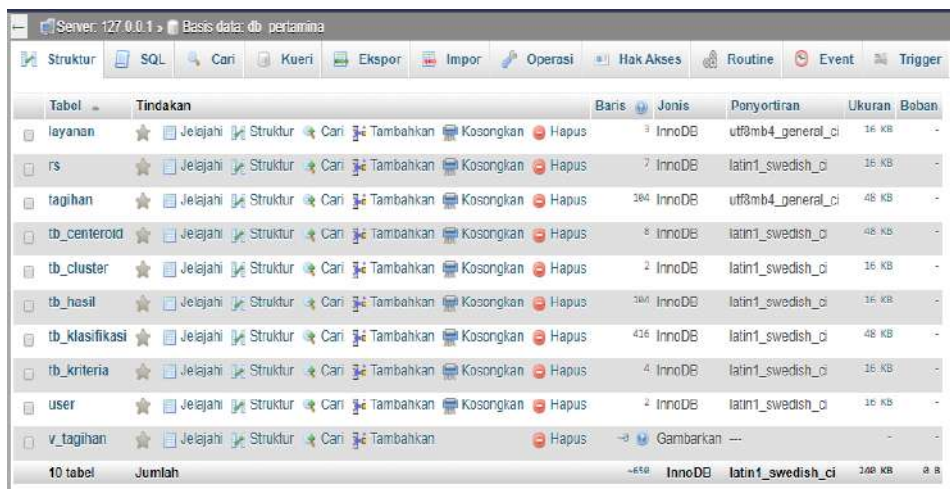 Server: 127.0.0.1 » Basis data: db_pertamina
Struktur SQL Cari Kueri Ekspor Impor Operasi Hak Akses Routine Event Trigger
Tabel Tindakan Baris Jenis Penyortiran Ukuran Beban
layanan Jelajahi Struktur Cari Tambahkan Kosongkan Hapus 3 InnoDB utf8mb4_general_ci 16 KB -
rs Jelajahi Struktur Cari Tambahkan Kosongkan Hapus 7 InnoDB latin1_swedish_ci 16 KB -
tagihan Jelajahi Struktur Cari Tambahkan Kosongkan Hapus 104 InnoDB utf8mb4_general_ci 48 KB -
tb_centeroid Jelajahi Struktur Cari Tambahkan Kosongkan Hapus 8 InnoDB latin1_swedish_ci 48 KB -
tb_cluster Jelajahi Struktur Cari Tambahkan Kosongkan Hapus 2 InnoDB latin1_swedish_ci 16 KB -
tb_hasil Jelajahi Struktur Cari Tambahkan Kosongkan Hapus 104 InnoDB latin1_swedish_ci 16 KB -
tb_klasifikasi Jelajahi Struktur Cari Tambahkan Kosongkan Hapus 416 InnoDB latin1_swedish_ci 48 KB -
tb_kriteria Jelajahi Struktur Cari Tambahkan Kosongkan Hapus 4 InnoDB latin1_swedish_ci 16 KB -
user Jelajahi Struktur Cari Tambahkan Kosongkan Hapus 2 InnoDB latin1_swedish_ci 16 KB -
v_tagihan Jelajahi Struktur Cari Tambahkan Hapus ~0 Gambarkan --- - -
10 tabel Jumlah ~650 InnoDB latin1_swedish_ci 240 KB 0 B